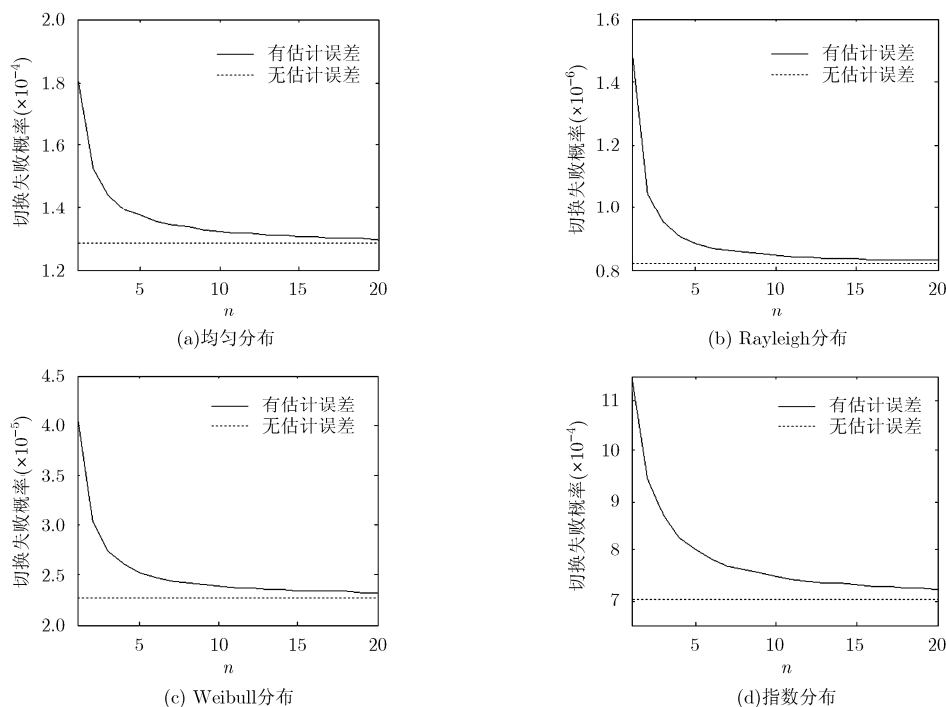 2.0
1.8
1.6
1.4
1.2
切换失败概率(×10⁻⁴)
有估计误差
无估计误差
5
10
15
20
n
(a)均匀分布
1.6
1.4
1.2
1.0
0.8
切换失败概率(×10⁻⁶)
有估计误差
无估计误差
5
10
15
20
n
(b) Rayleigh分布
4.5
4.0
3.5
3.0
2.5
2.0
切换失败概率(×10⁻⁵)
有估计误差
无估计误差
5
10
15
20
n
(c) Weibull分布
11
10
9
8
7
切换失败概率(×10⁻⁴)
有估计误差
无估计误差
5
10
15
20
n
(d)指数分布